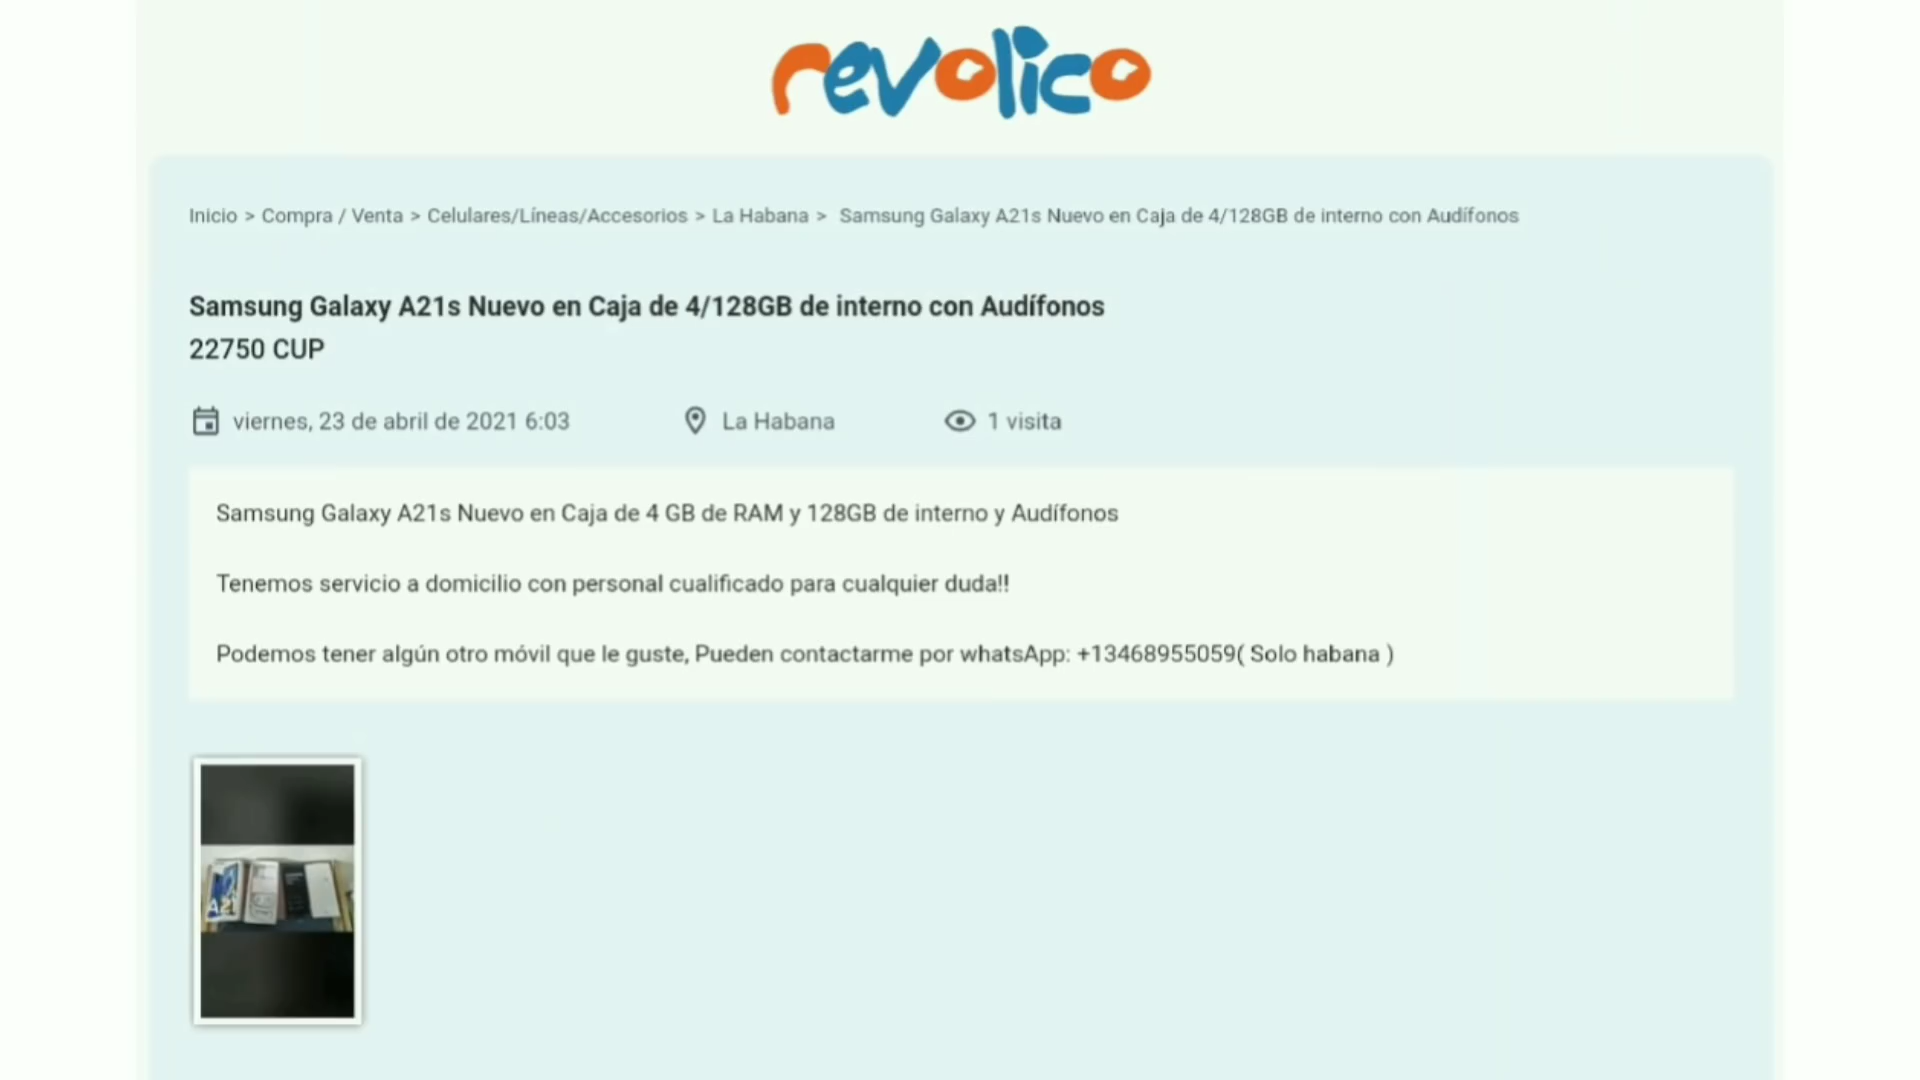 revolico
Inicio > Compra / Venta > Celulares/Líneas/Accesorios > La Habana > Samsung Galaxy A21s Nuevo en Caja de 4/128GB de interno con Audífonos
Samsung Galaxy A21s Nuevo en Caja de 4/128GB de interno con Audífonos
22750 CUP
viernes, 23 de abril de 2021 6:03 La Habana 1 visita
Samsung Galaxy A21s Nuevo en Caja de 4 GB de RAM y 128GB de interno y Audífonos
Tenemos servicio a domicilio con personal cualificado para cualquier duda!!
Podemos tener algún otro móvil que le guste, Pueden contactarme por whatsApp: +13468955059( Solo habana )